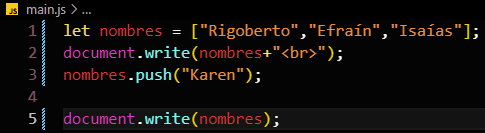 JS main.js > ...
1 let nombres = ["Rigoberto","Efraín","Isaías"];
2 document.write(nombres+"<br>");
3 nombres.push("Karen");
4
5 document.write(nombres);